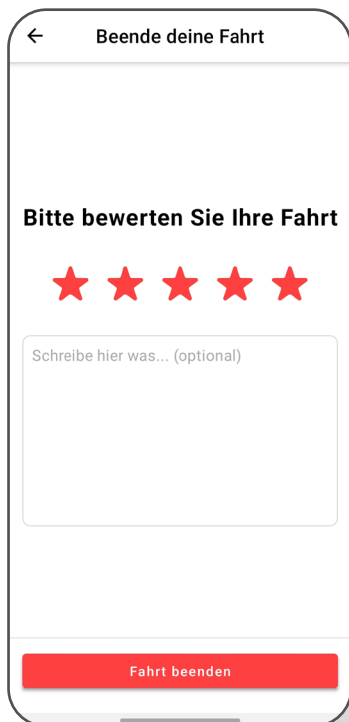 Beende deine Fahrt
Bitte bewerten Sie Ihre Fahrt
Schreibe hier was... (optional)
Fahrt beenden